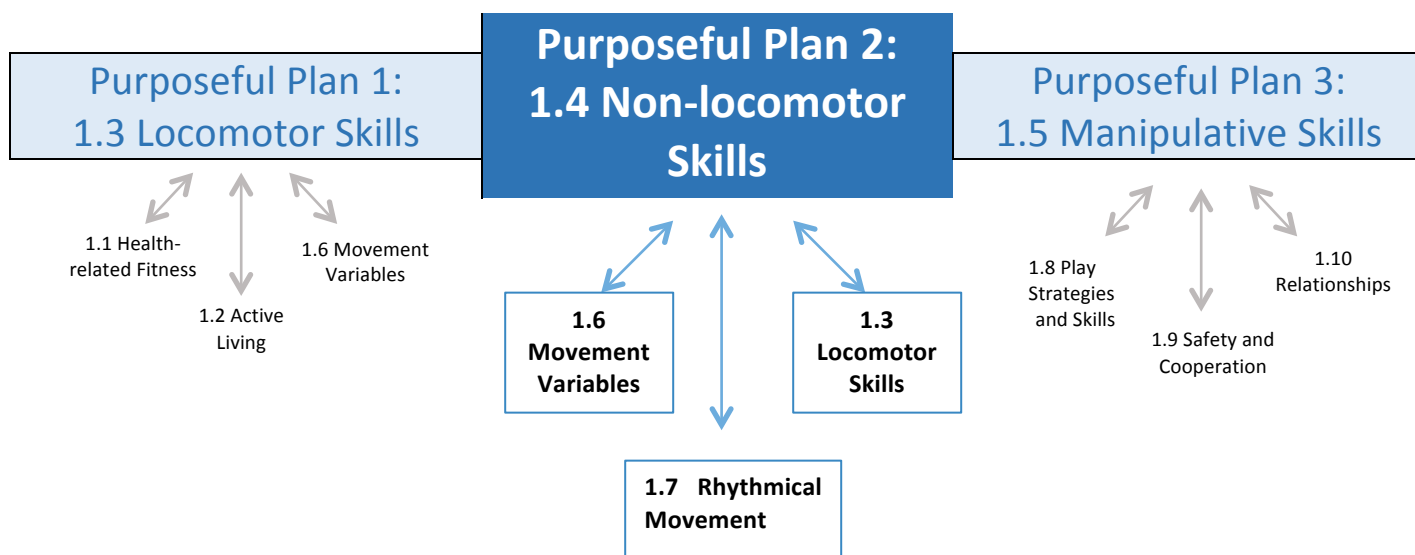 Purposeful Plan 1:
1.3 Locomotor Skills
Purposeful Plan 2:
1.4 Non-locomotor
Skills
Purposeful Plan 3:
1.5 Manipulative Skills
1.1 Health-
related Fitness
1.2 Active
Living
1.6 Movement
Variables
1.6
Movement
Variables
1.7 Rhythmical
Movement
1.3
Locomotor
Skills
1.8 Play
Strategies
and Skills
1.9 Safety and
Cooperation
1.10
Relationships